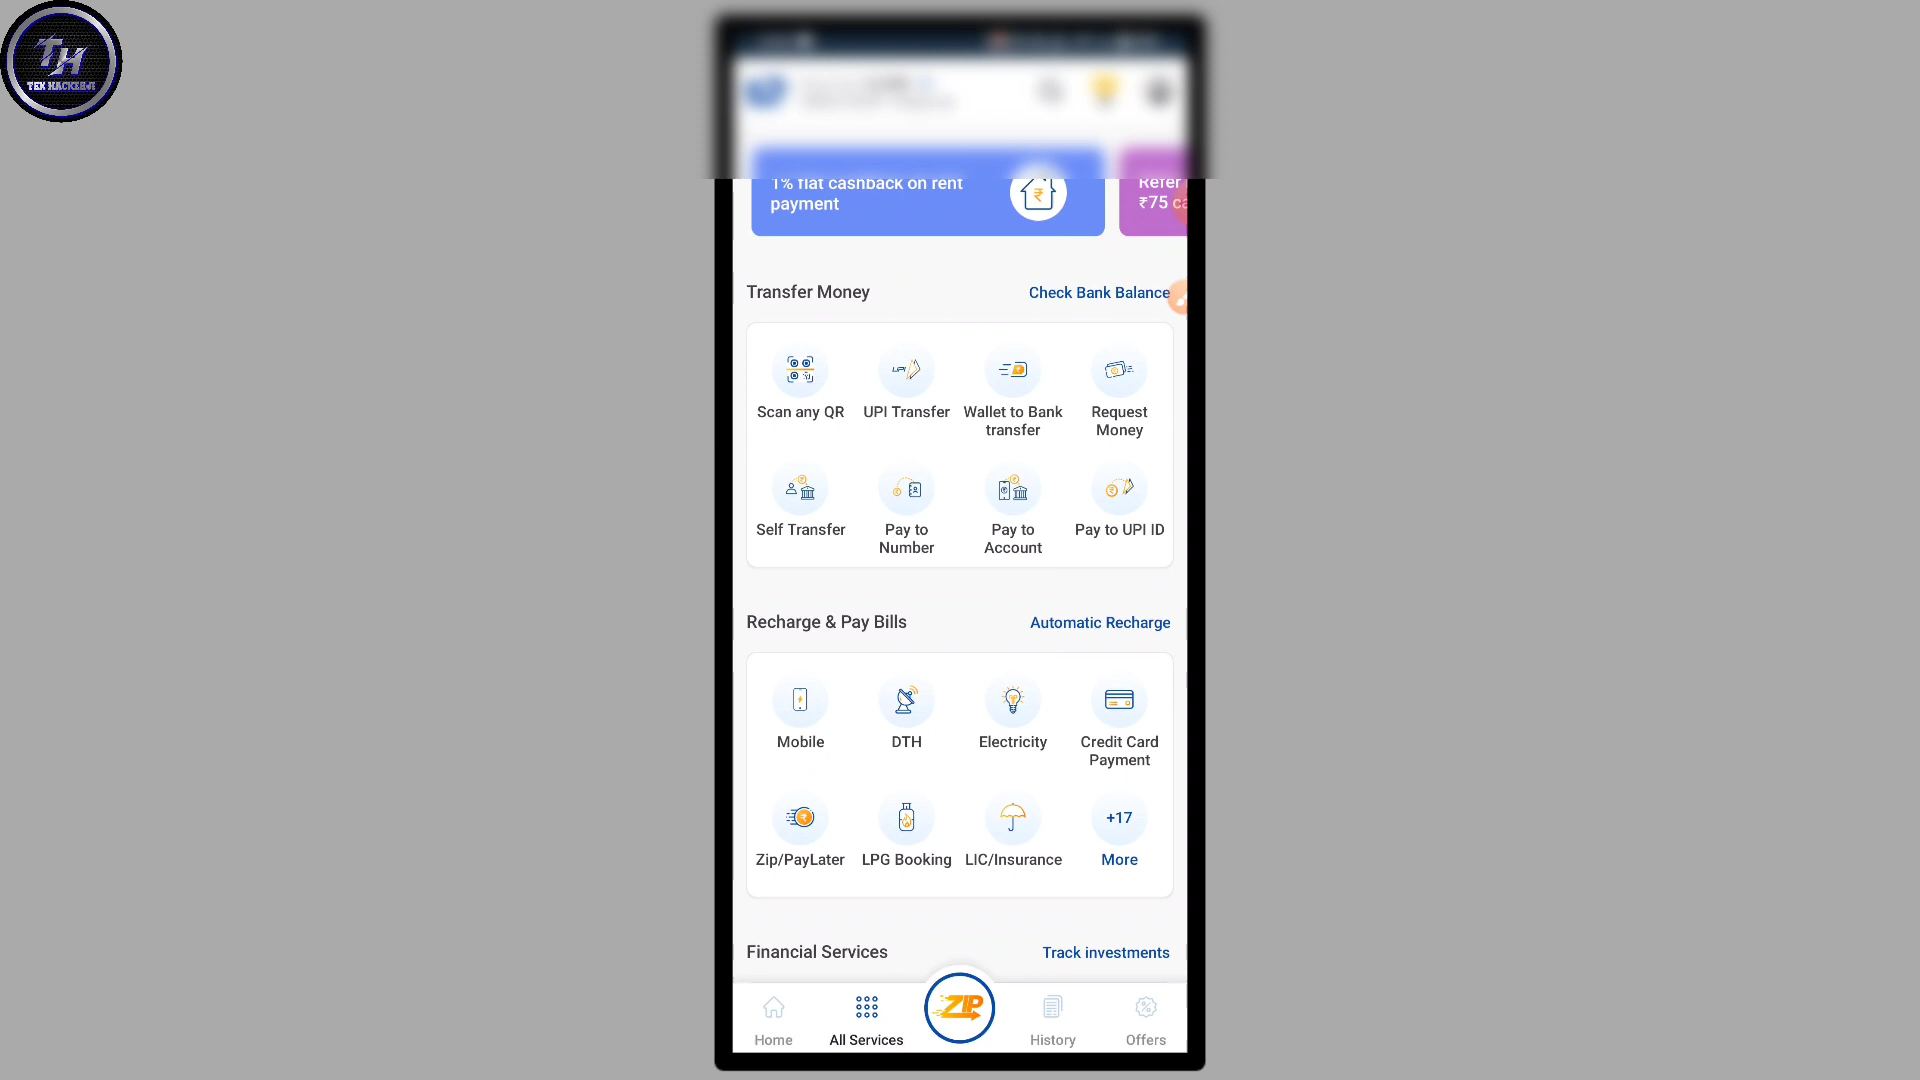 TH
TEK HACKERJI
1% flat cashback on rent
payment
Refer
₹75 ca
Transfer Money
Check Bank Balance
Scan any QR
UPI Transfer
Wallet to Bank
transfer
Request
Money
Self Transfer
Pay to
Number
Pay to
Account
Pay to UPI ID
Recharge & Pay Bills
Automatic Recharge
Mobile
DTH
Electricity
Credit Card
Payment
Zip/PayLater
LPG Booking
LIC/Insurance
+17
More
Financial Services
Track investments
ZIP
Home
All Services
History
Offers